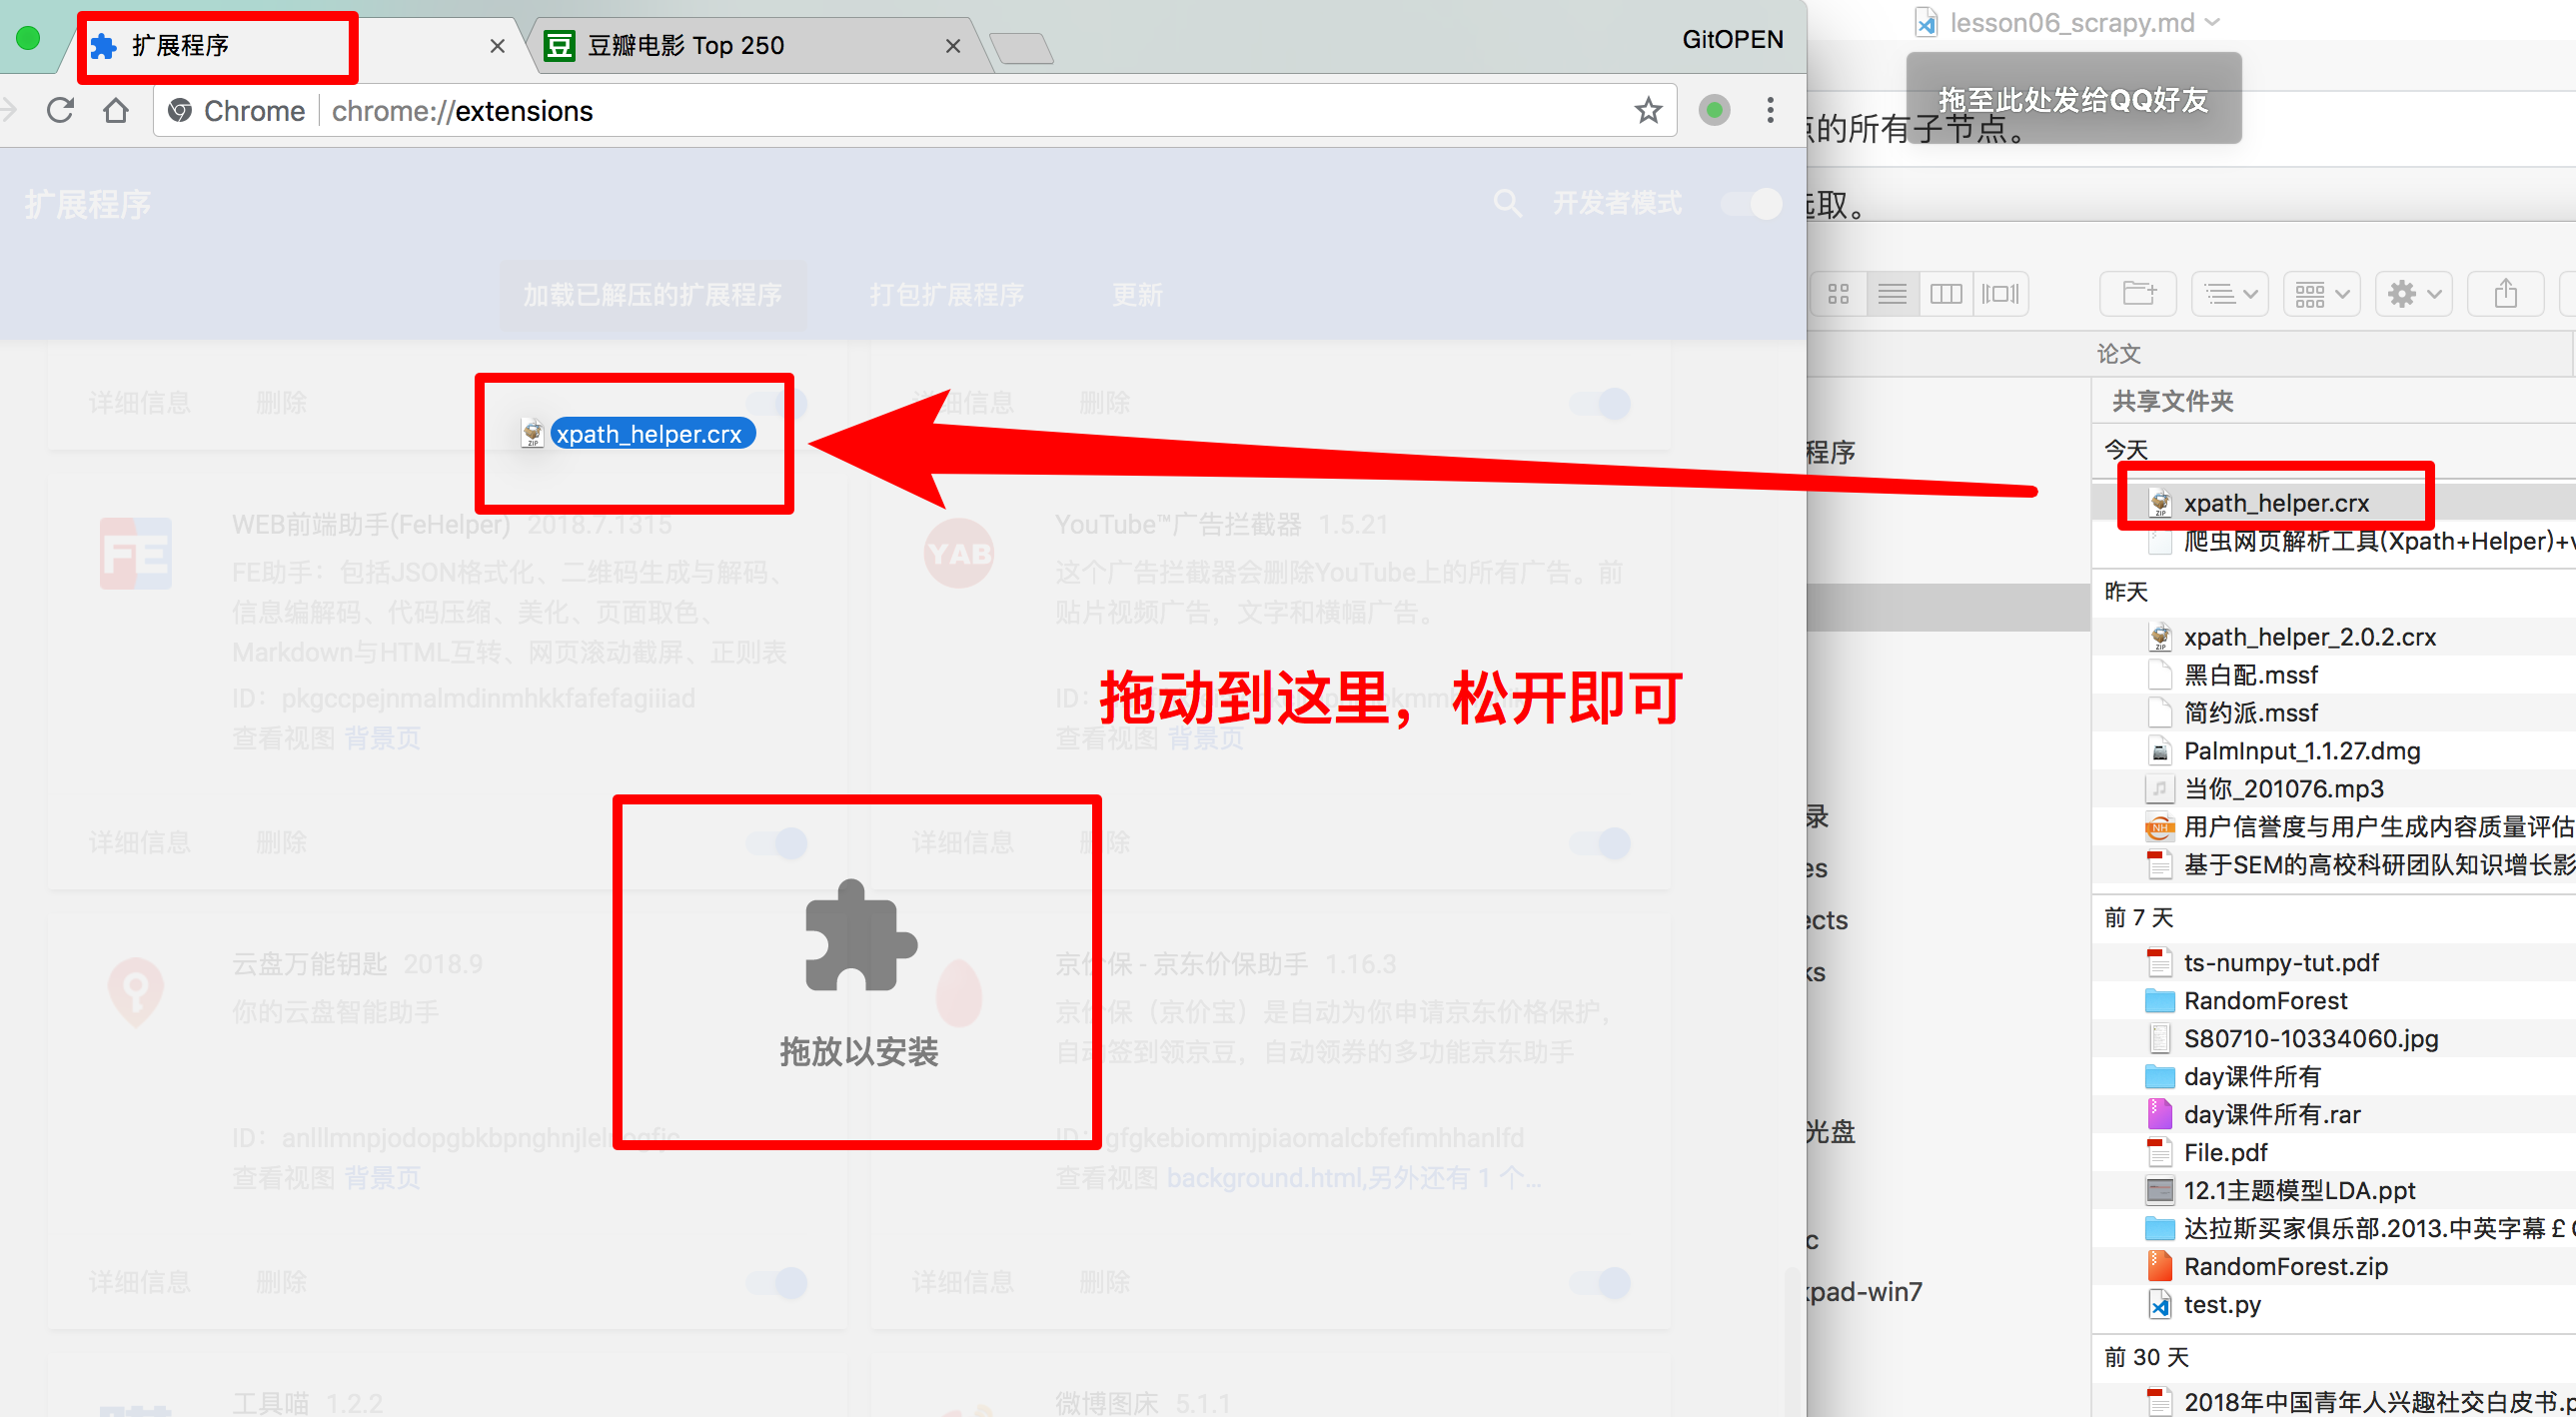 扩展程序
豆瓣电影 Top 250
GitOPEN
Chrome
chrome://extensions
扩展程序
开发者模式
加载已解压的扩展程序
打包扩展程序
更新
详细信息
删除
详细信息
删除
xpath_helper.crx
WEB前端助手(FeHelper) 2018.7.1315
FE助手：包括JSON格式化、二维码生成与解码、
信息编解码、代码压缩、美化、页面取色、
Markdown与HTML互转、网页滚动截屏、正则表
ID：pkgccpejnmalmdinmhkkfafefagiiiad
查看视图 背景页
FE
YAB
YouTube™广告拦截器 1.5.21
这个广告拦截器会删除YouTube上的所有广告。前
贴片视频广告，文字和横幅广告。
ID：
拖动到这里，松开即可
查看视图 背景页
详细信息
删除
详细信息
删除
云盘万能钥匙 2018.9
你的云盘智能助手
查看视图 背景页
拖放以安装
京价保 - 京东价保助手 1.16.3
京价保（京价宝）是自动为你申请京东价格保护，
自动签到领京豆，自动领券的多功能京东助手
ID：gfgkebiommjpiaomalcbfefimhhanlfd
查看视图 background.html,另外还有 1 个...
详细信息
删除
详细信息
删除
工具喵 1.2.2
微博图床 5.1.1
lesson06_scrapy.md
拖至此处发给QQ好友
的所有子节点。
选取。
论文
共享文件夹
程序
录
es
ects
ks
光盘
c
kpad-win7
今天
xpath_helper.crx
爬虫网页解析工具(Xpath+Helper)+v
昨天
xpath_helper_2.0.2.crx
黑白配.mssf
简约派.mssf
PalmInput_1.1.27.dmg
当你_201076.mp3
用户信誉度与用户生成内容质量评估
基于SEM的高校科研团队知识增长影
前 7 天
ts-numpy-tut.pdf
RandomForest
S80710-10334060.jpg
day课件所有
day课件所有.rar
File.pdf
12.1主题模型LDA.ppt
达拉斯买家俱乐部.2013.中英字幕￡
RandomForest.zip
test.py
前 30 天
2018年中国青年人兴趣社交白皮书.p